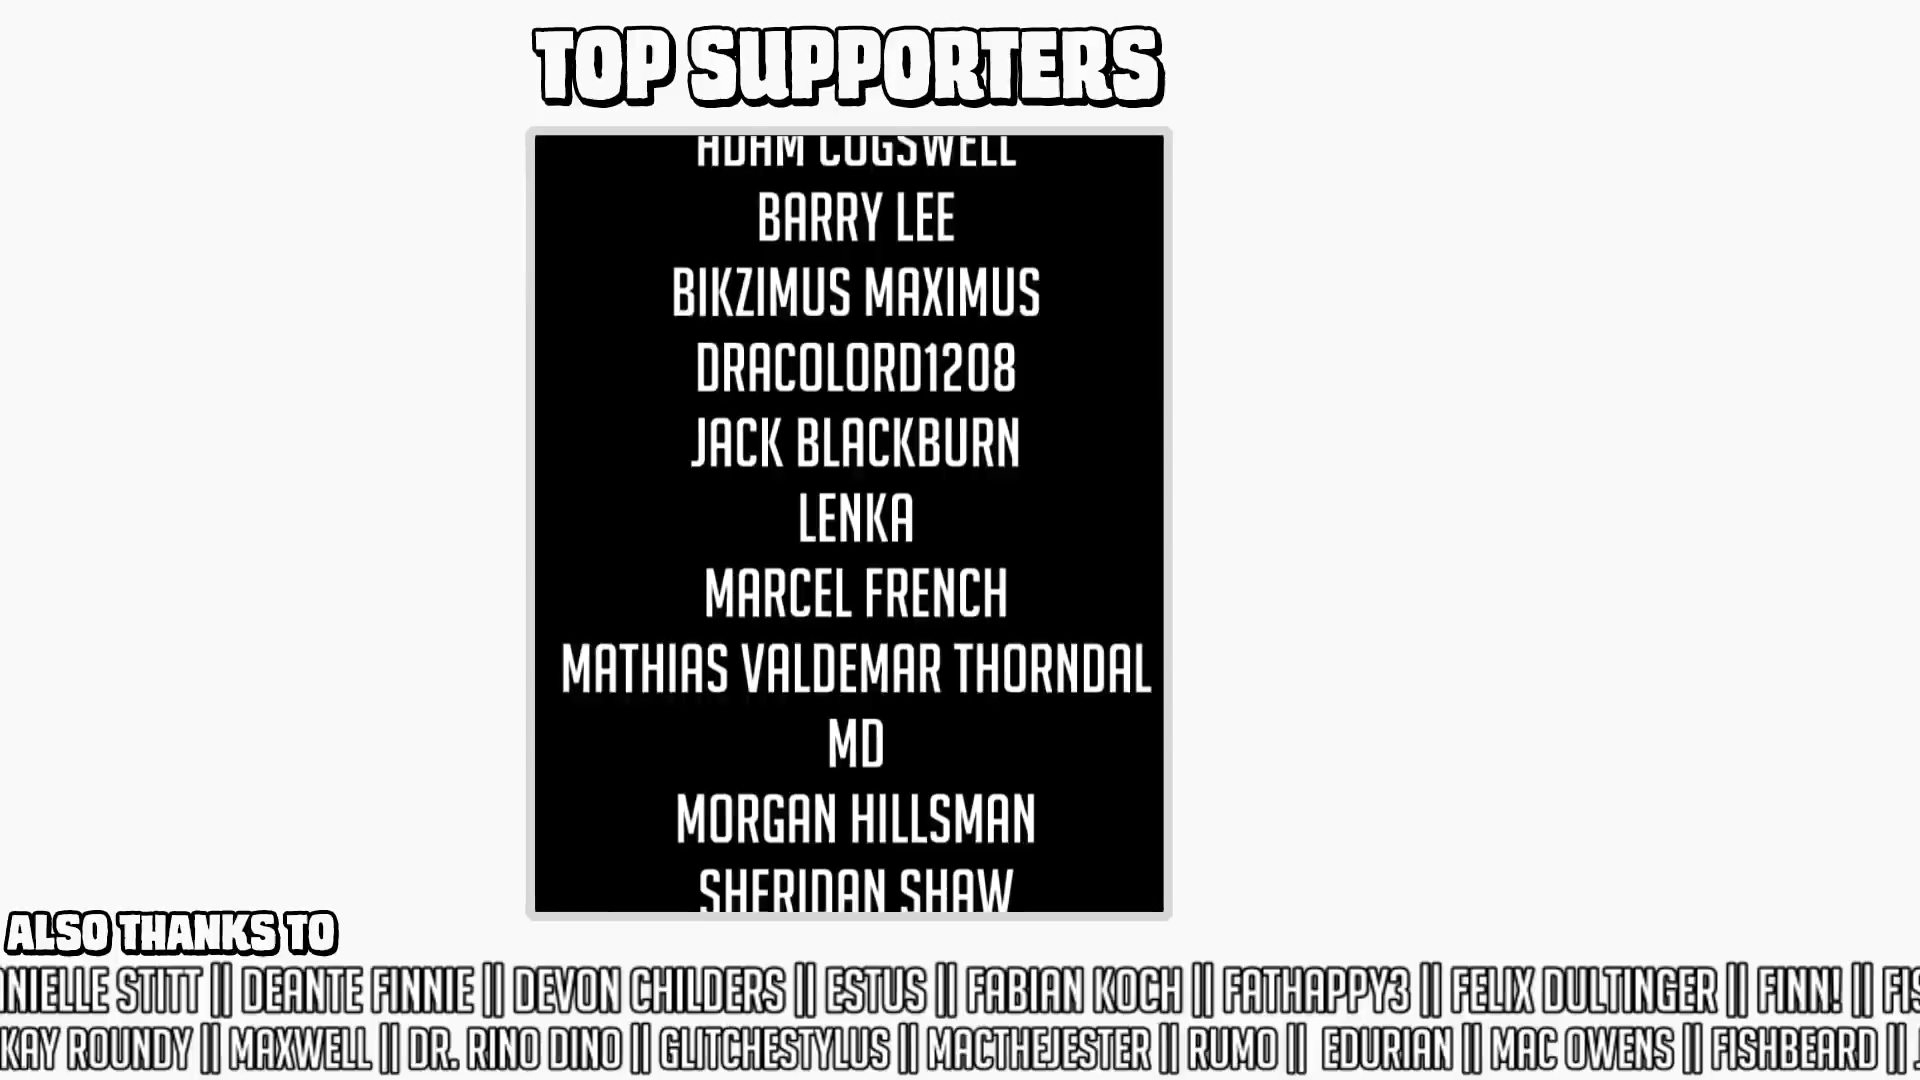 TOP SUPPORTERS
ADAM COGSWELL
BARRY LEE
BIKZIMUS MAXIMUS
DRACOLORD1208
JACK BLACKBURN
LENKA
MARCEL FRENCH
MATHIAS VALDEMAR THORNDAL
MD
MORGAN HILLSMAN
SHERIDAN SHAW
ALSO THANKS TO
STITT || DEANTE FINNIE || DEVON CHILDERS || ESTUS || FABIAN KOCH || FATHAPPY3 || FELIX DULTINGER || FINN! ||
KAY ROUNDY || MAXWELL || DR. RINO DINO || GLITCHESTYLUS || MACTHEJESTER || RUMO || EDURIAN || MAC OWENS || FISHBEARD ||